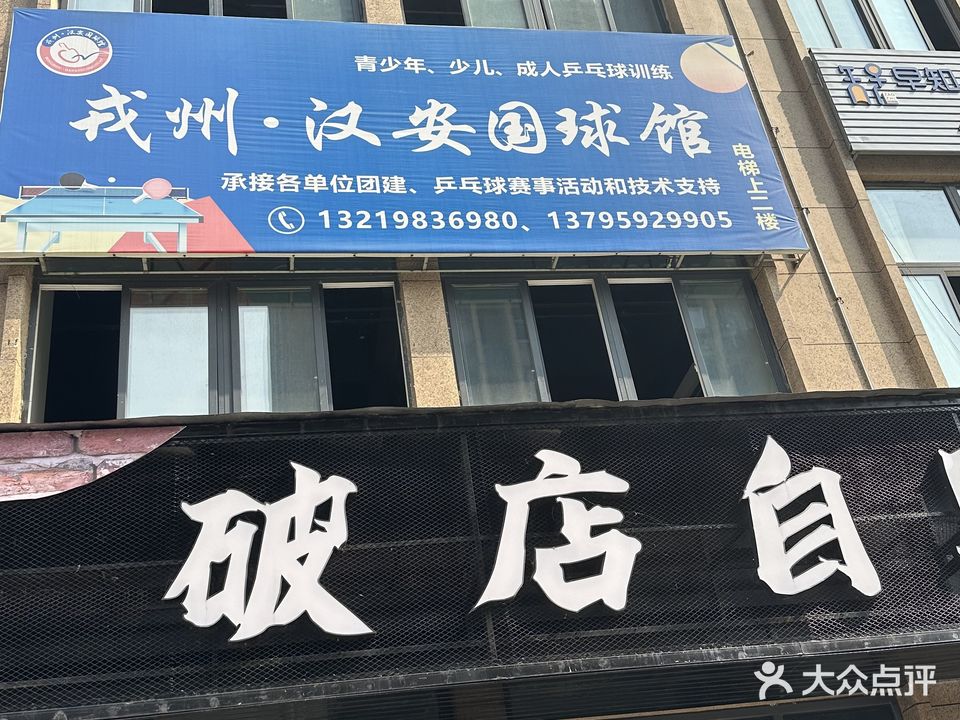 青少年、少儿、成人乒乓球训练
戎州·汉安国球馆
承接各单位团建、乒乓球赛事活动和技术支持
13219836980、13795929905
电梯上二楼
早知
破店自
大众点评